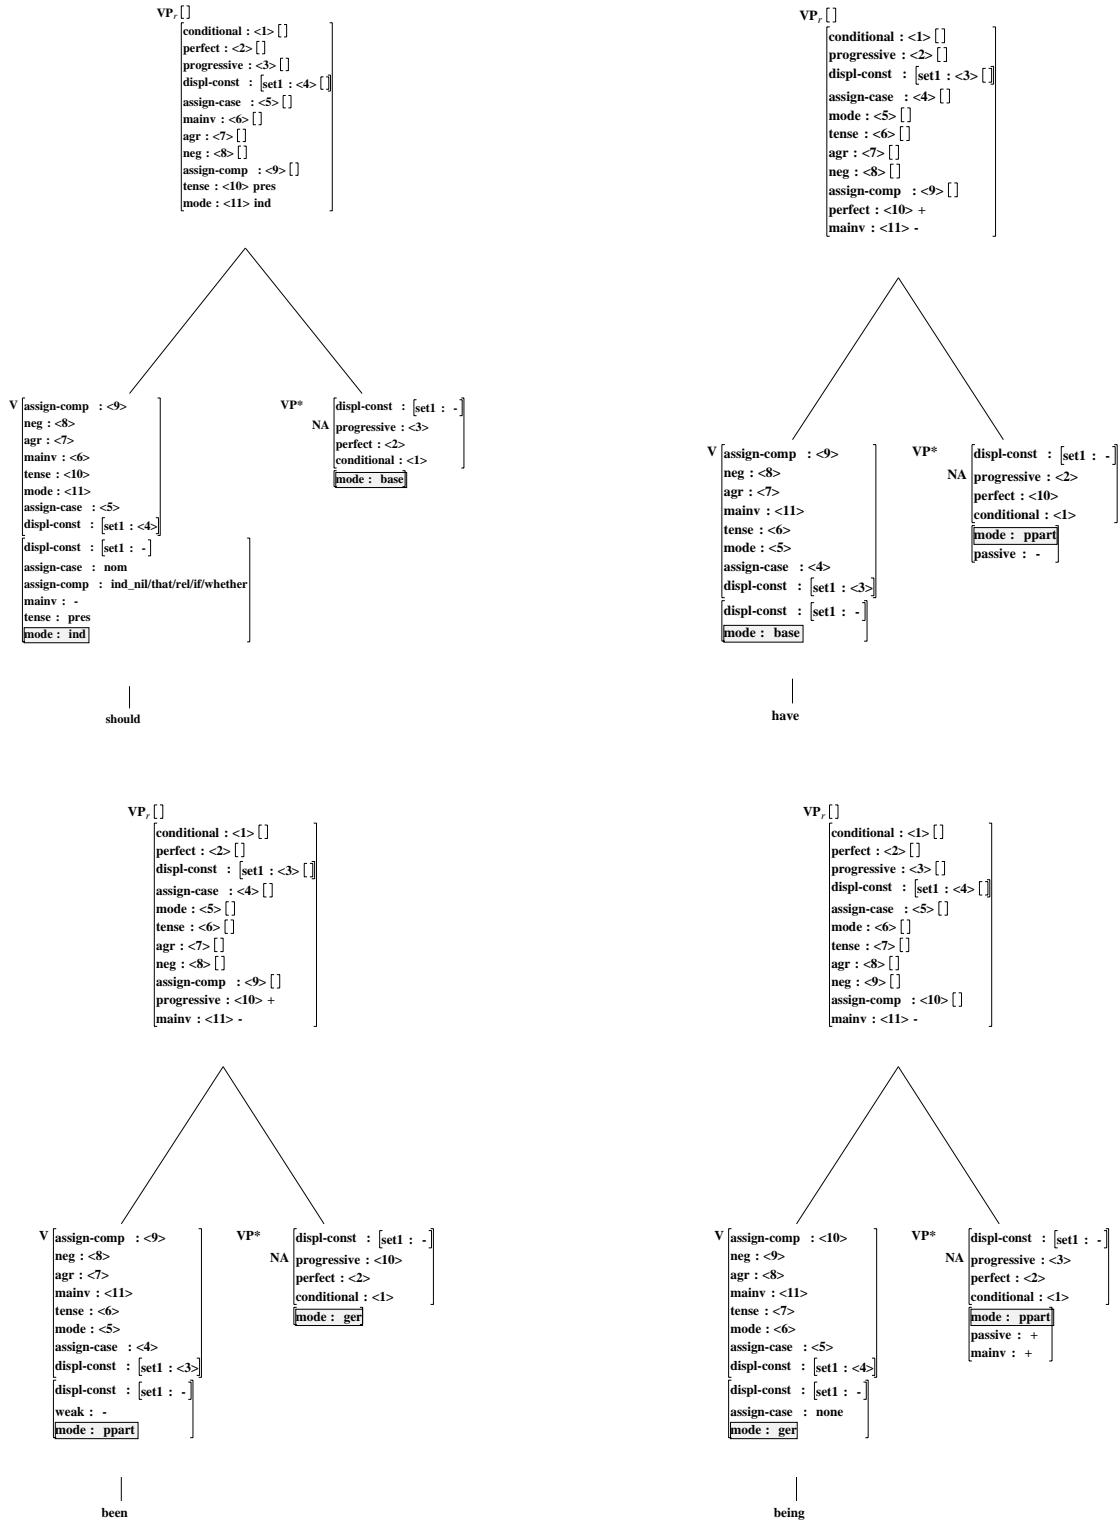 VPr []
conditional : <1> []
perfect : <2> []
progressive : <3> []
displ-const : [set1 : <4> []]
assign-case : <5> []
mainv : <6> []
agr : <7> []
neg : <8> []
assign-comp : <9> []
tense : <10> pres
mode : <11> ind
V
assign-comp : <9>
neg : <8>
agr : <7>
mainv : <6>
tense : <10>
mode : <11>
assign-case : <5>
displ-const : [set1 : <4>]
displ-const : [set1 : -]
assign-case : nom
assign-comp : ind_nil/that/rel/if/whether
mainv : -
tense : pres
mode : ind
should
VP*
NA
displ-const : [set1 : -]
progressive : <3>
perfect : <2>
conditional : <1>
mode : base
VPr []
conditional : <1> []
progressive : <2> []
displ-const : [set1 : <3> []]
assign-case : <4> []
mode : <5> []
tense : <6> []
agr : <7> []
neg : <8> []
assign-comp : <9> []
perfect : <10> +
mainv : <11> -
V
assign-comp : <9>
neg : <8>
agr : <7>
mainv : <11>
tense : <6>
mode : <5>
assign-case : <4>
displ-const : [set1 : <3>]
displ-const : [set1 : -]
mode : base
have
VP*
NA
displ-const : [set1 : -]
progressive : <2>
perfect : <10>
conditional : <1>
mode : ppart
passive : -
VPr []
conditional : <1> []
perfect : <2> []
displ-const : [set1 : <3> []]
assign-case : <4> []
mode : <5> []
tense : <6> []
agr : <7> []
neg : <8> []
assign-comp : <9> []
progressive : <10> +
mainv : <11> -
V
assign-comp : <9>
neg : <8>
agr : <7>
mainv : <11>
tense : <6>
mode : <5>
assign-case : <4>
displ-const : [set1 : <3>]
displ-const : [set1 : -]
weak : -
mode : ppart
been
VP*
NA
displ-const : [set1 : -]
progressive : <10>
perfect : <2>
conditional : <1>
mode : ger
VPr []
conditional : <1> []
perfect : <2> []
progressive : <3> []
displ-const : [set1 : <4> []]
assign-case : <5> []
mode : <6> []
tense : <7> []
agr : <8> []
neg : <9> []
assign-comp : <10> []
mainv : <11> -
V
assign-comp : <10>
neg : <9>
agr : <8>
mainv : <11>
tense : <7>
mode : <6>
assign-case : <5>
displ-const : [set1 : <4>]
displ-const : [set1 : -]
assign-case : none
mode : ger
being
VP*
NA
displ-const : [set1 : -]
progressive : <3>
perfect : <2>
conditional : <1>
mode : ppart
passive : +
mainv : +